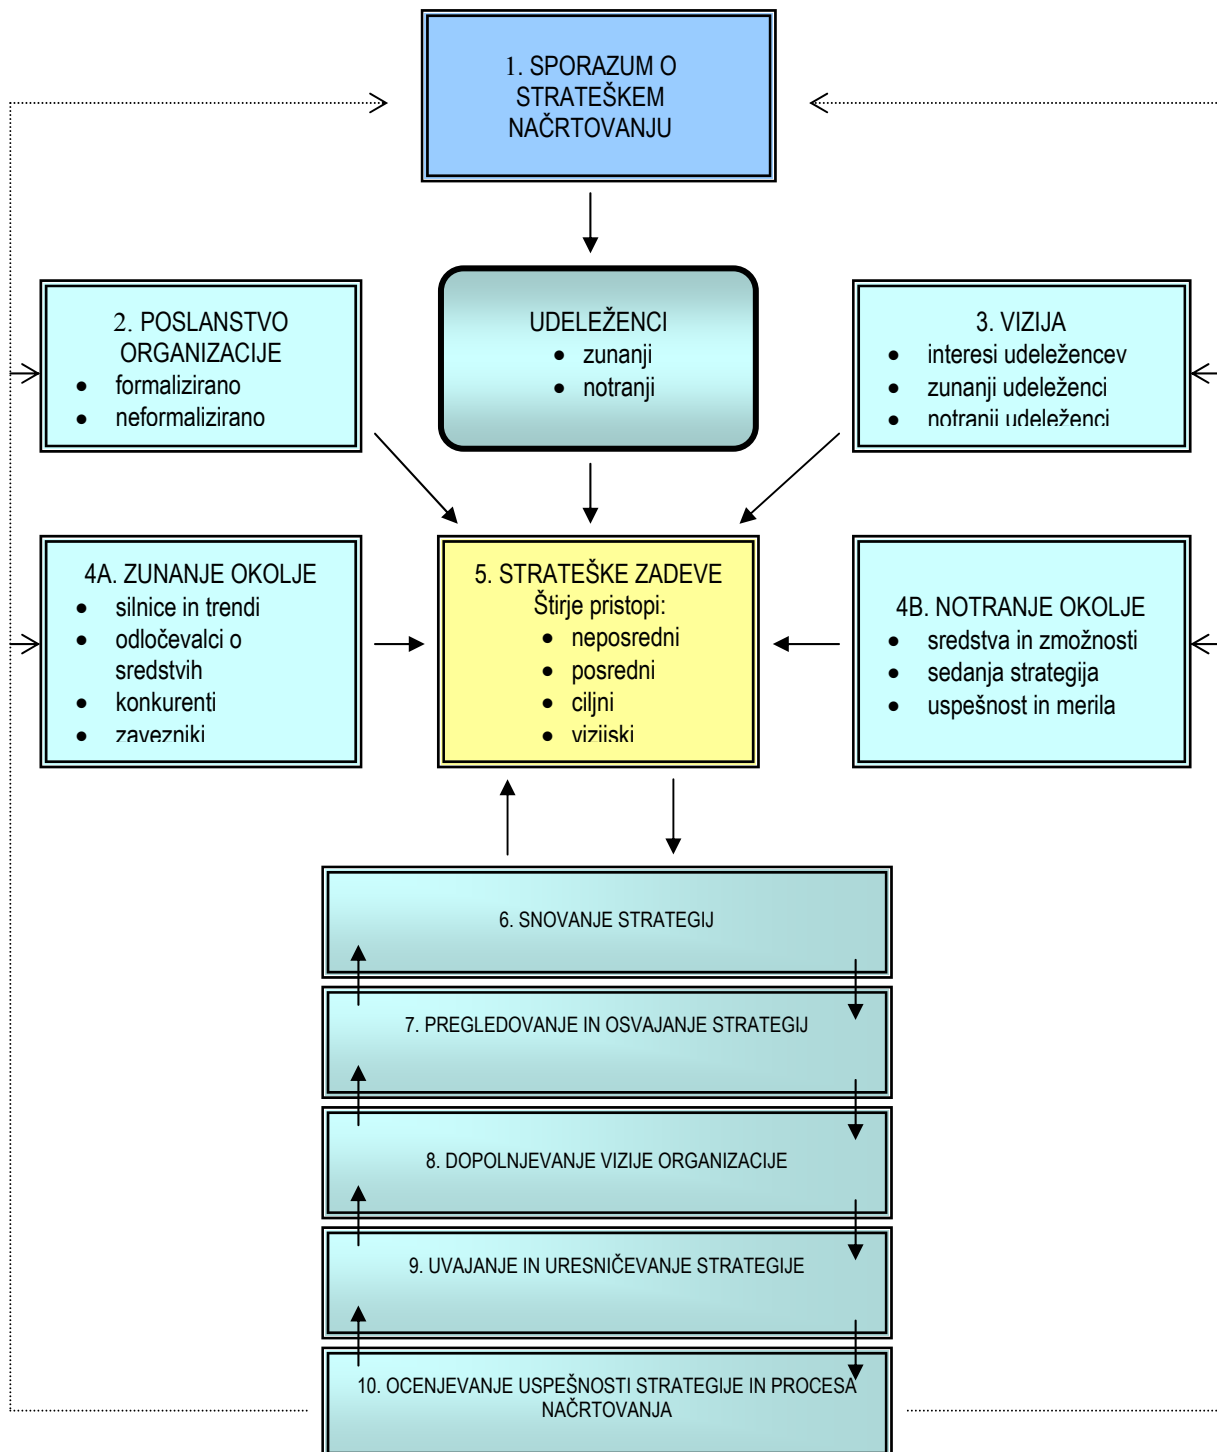 1. SPORAZUM O
STRATEŠKEM
NAČRTOVANJU
2. POSLANSTVO
ORGANIZACIJE
• formalizirano
• neformalizirano
UDELEŽENCI
• zunanji
• notranji
3. VIZIJA
• interesi udeležencev
• zunanji udeleženci
• notranji udeleženci
4A. ZUNANJE OKOLJE
• silnice in trendi
• odločevalci o
sredstvih
• konkurenti
• zavezniki
5. STRATEŠKE ZADEVE
Štirje pristopi:
• neposredni
• posredni
• ciljni
• vizijski
4B. NOTRANJE OKOLJE
• sredstva in zmožnosti
• sedanja strategija
• uspešnost in merila
6. SNOVANJE STRATEGIJ
7. PREGLEDOVANJE IN OSVAJANJE STRATEGIJ
8. DOPOLNJEVANJE VIZIJE ORGANIZACIJE
9. UVAJANJE IN URESNIČEVANJE STRATEGIJE
10. OCENJEVANJE USPEŠNOSTI STRATEGIJE IN PROCESA
NAČRTOVANJA